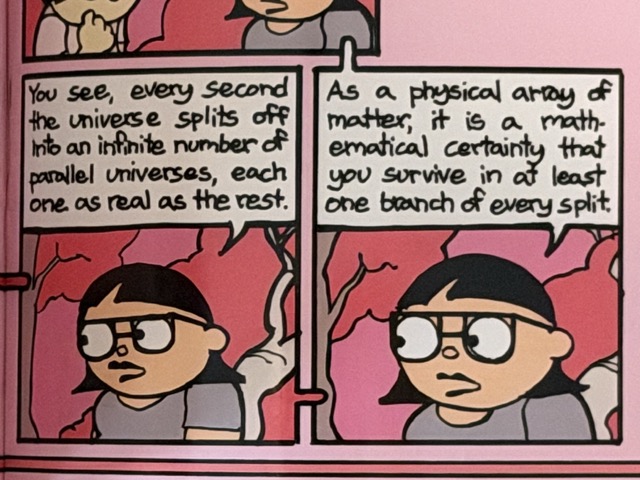 You see, every second
the universe splits off
into an infinite number of
parallel universes, each
one as real as the rest.
As a physical array of
matter, it is a math-
ematical certainty that
you survive in at least
one branch of every split.